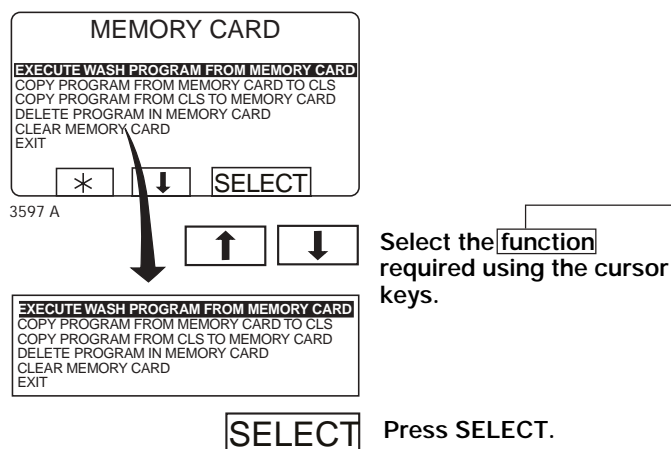 MEMORY CARD
EXECUTE WASH PROGRAM FROM MEMORY CARD
COPY PROGRAM FROM MEMORY CARD TO CLS
COPY PROGRAM FROM CLS TO MEMORY CARD
DELETE PROGRAM IN MEMORY CARD
CLEAR MEMORY CARD
EXIT
SELECT
3597 A
Select the function
required using the cursor
keys.
EXECUTE WASH PROGRAM FROM MEMORY CARD
COPY PROGRAM FROM MEMORY CARD TO CLS
COPY PROGRAM FROM CLS TO MEMORY CARD
DELETE PROGRAM IN MEMORY CARD
CLEAR MEMORY CARD
EXIT
SELECT Press SELECT.